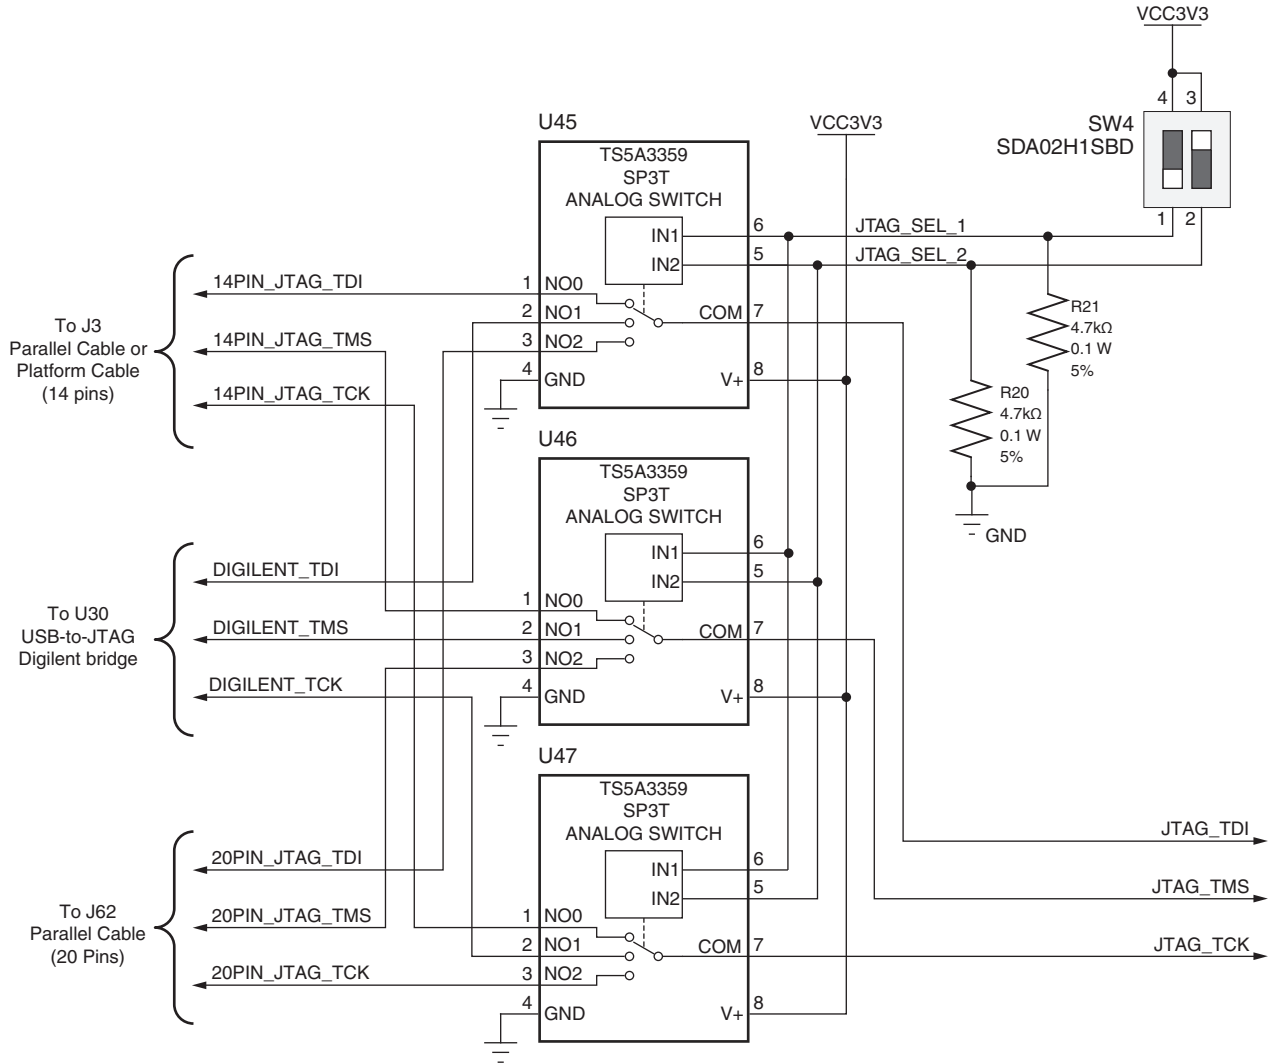 VCC3V3
4 3
SW4
SDA02H1SBD
1 2
VCC3V3
U45
TS5A3359
SP3T
ANALOG SWITCH
IN1 6 JTAG_SEL_1
IN2 5 JTAG_SEL_2
1 NO0
2 NO1
3 NO2
4 GND
COM 7
V+ 8
R21
4.7kΩ
0.1 W
5%
R20
4.7kΩ
0.1 W
5%
GND
To J3
Parallel Cable or
Platform Cable
(14 pins)
14PIN_JTAG_TDI
14PIN_JTAG_TMS
14PIN_JTAG_TCK
U46
TS5A3359
SP3T
ANALOG SWITCH
IN1 6
IN2 5
1 NO0
2 NO1
3 NO2
4 GND
COM 7
V+ 8
To U30
USB-to-JTAG
Digilent bridge
DIGILENT_TDI
DIGILENT_TMS
DIGILENT_TCK
U47
TS5A3359
SP3T
ANALOG SWITCH
IN1 6
IN2 5
1 NO0
2 NO1
3 NO2
4 GND
COM 7
V+ 8
To J62
Parallel Cable
(20 Pins)
20PIN_JTAG_TDI
20PIN_JTAG_TMS
20PIN_JTAG_TCK
JTAG_TDI
JTAG_TMS
JTAG_TCK